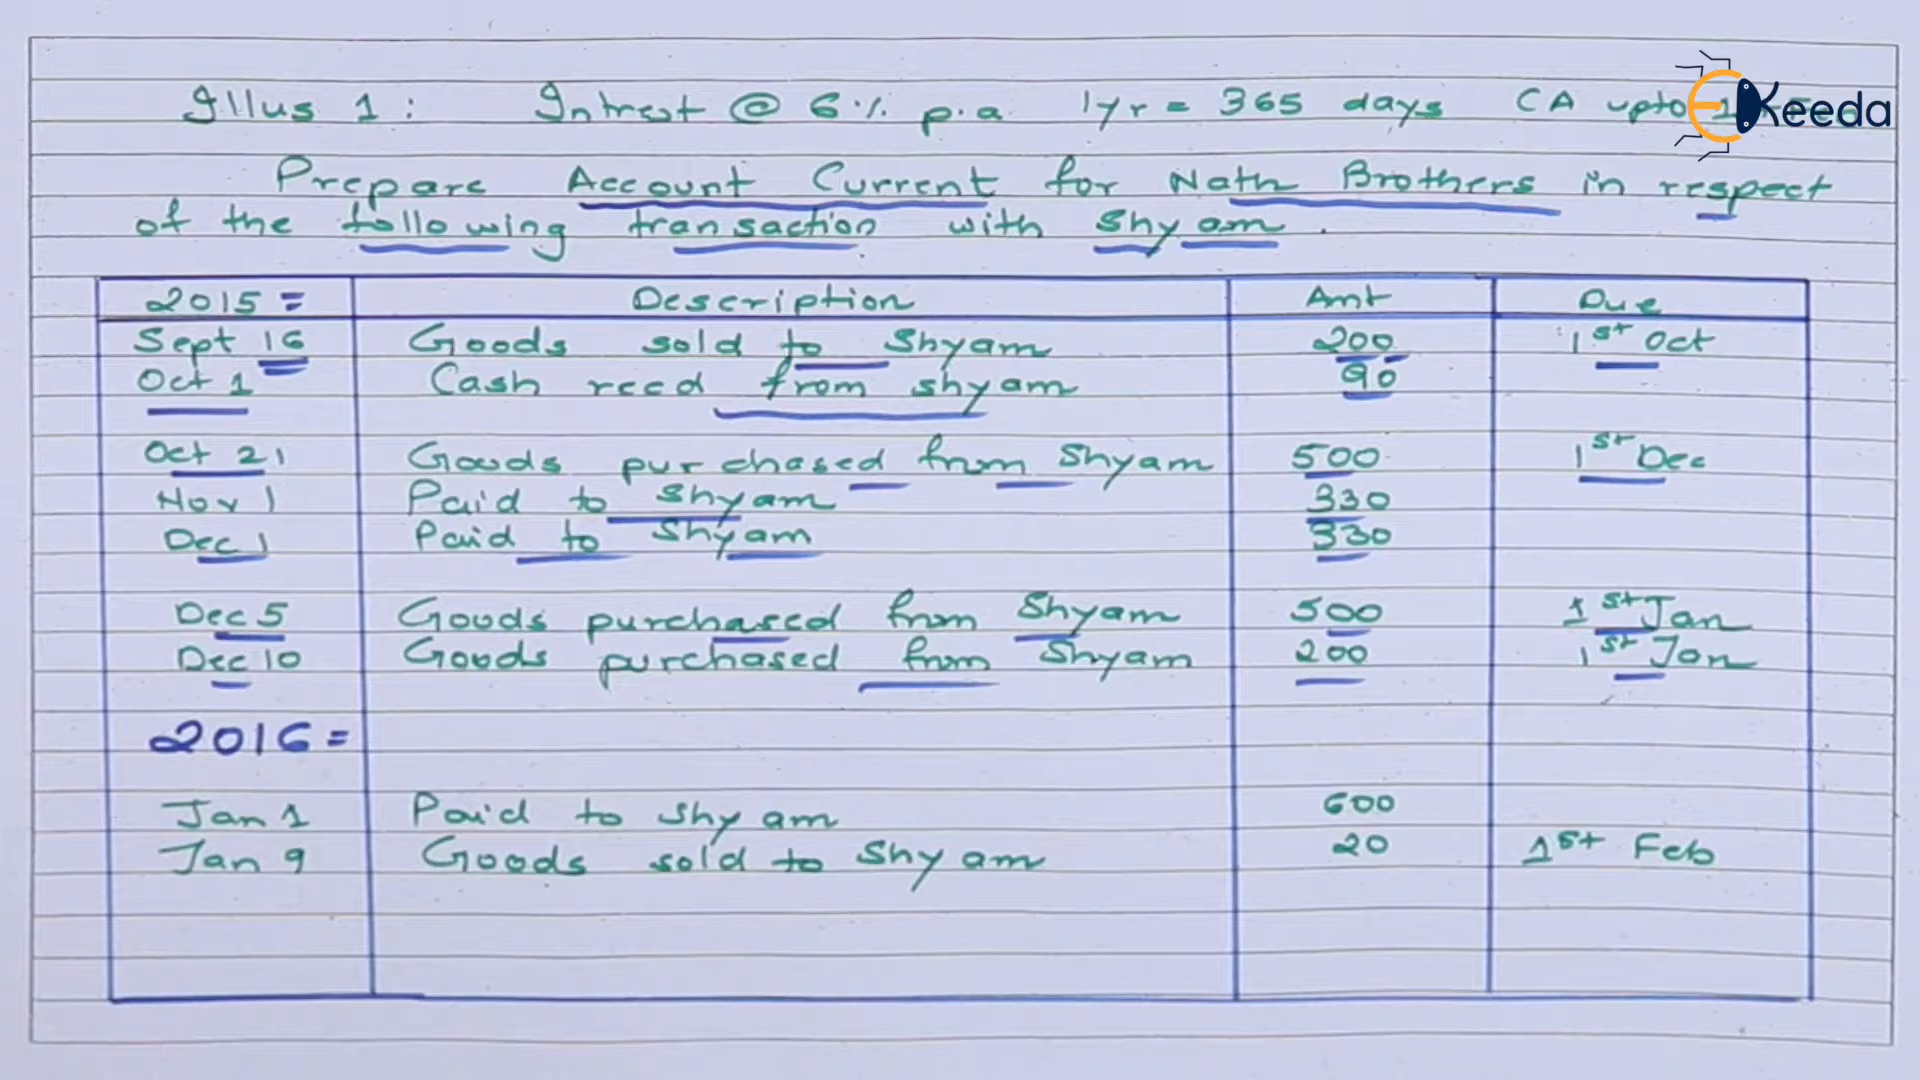 Illus 1: Intrest @ 6% p.a 1yr = 365 days CA upto 1
EKeeda
Prepare Account Current for Nath Brothers in respect
of the following transaction with Shyam.
2015 = Description Amt Due
Sept 16 Goods sold to Shyam 200 1st Oct
Oct 1 Cash recd from shyam 90
Oct 21 Goods purchased from Shyam 500 1st Dec
Nov 1 Paid to Shyam 330
Dec 1 Paid to Shyam 330
Dec 5 Goods purchased from Shyam 500 1st Jan
Dec 10 Goods purchased from Shyam 200 1st Jan
2016 =
Jan 1 Paid to Shyam 600
Jan 9 Goods sold to Shyam 20 1st Feb